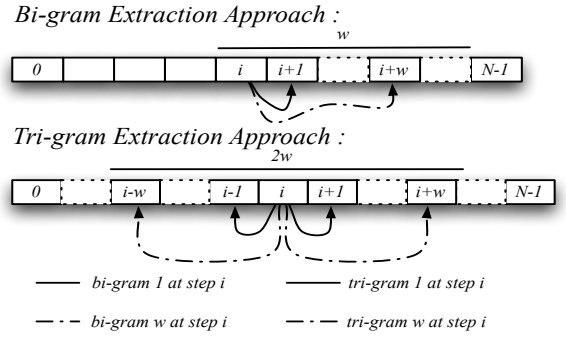 Bi-gram Extraction Approach :
w
0 i i+1 i+w N-1
Tri-gram Extraction Approach :
2w
0 i-w i-1 i i+1 i+w N-1
bi-gram 1 at step i tri-gram 1 at step i
bi-gram w at step i tri-gram w at step i